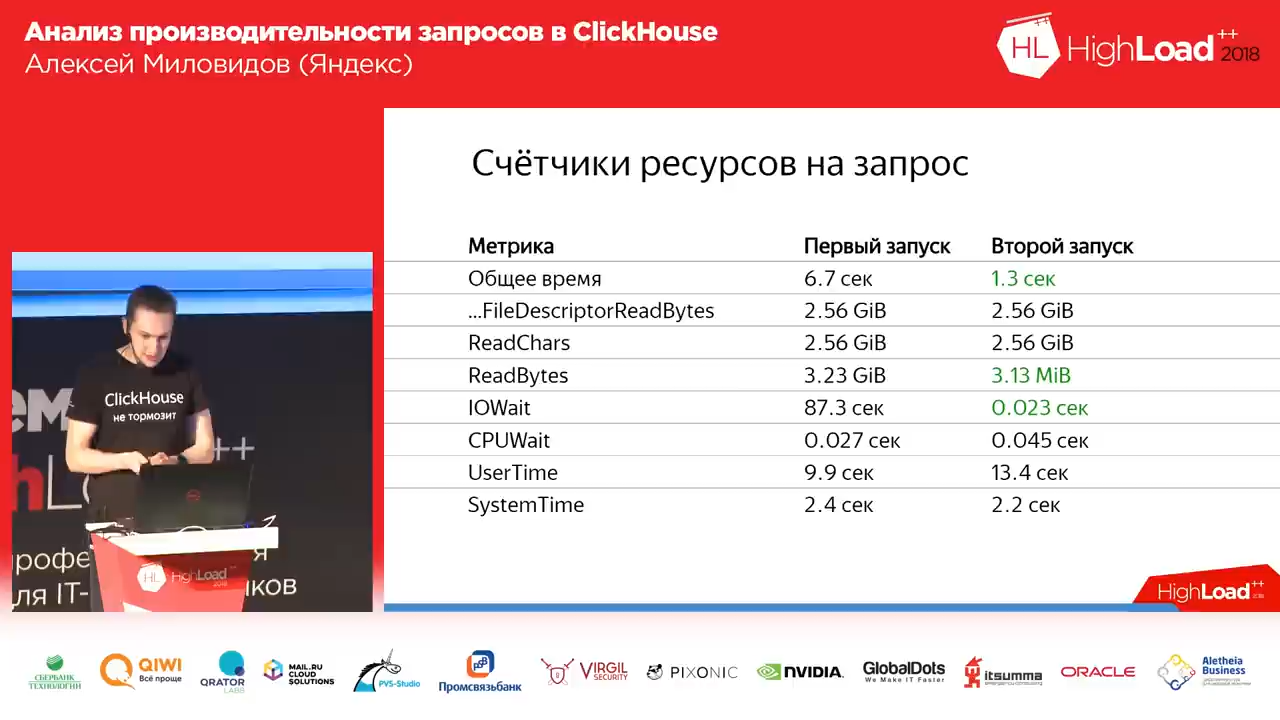 Анализ производительности запросов в ClickHouse
Алексей Миловидов (Яндекс)
HL HighLoad++ 2018
Счётчики ресурсов на запрос
Метрика Первый запуск Второй запуск
Общее время 6.7 сек 1.3 сек
...FileDescriptorReadBytes 2.56 GiB 2.56 GiB
ReadChars 2.56 GiB 2.56 GiB
ReadBytes 3.23 GiB 3.13 MiB
IOWait 87.3 сек 0.023 сек
CPUWait 0.027 сек 0.045 сек
UserTime 9.9 сек 13.4 сек
SystemTime 2.4 сек 2.2 сек
ClickHouse
не тормозит
HL HighLoad++
HighLoad++
СБЕРБАНК
ТЕХНОЛОГИИ
QIWI
Всё проще
QRATOR
LABS
MAIL.RU
CLOUD
SOLUTIONS
PVS-Studio
Промсвязьбанк
VIRGIL
SECURITY
PIXONIC
NVIDIA.
GlobalDots
We Make IT Faster
itsumma
ORACLE
Aletheia
Business